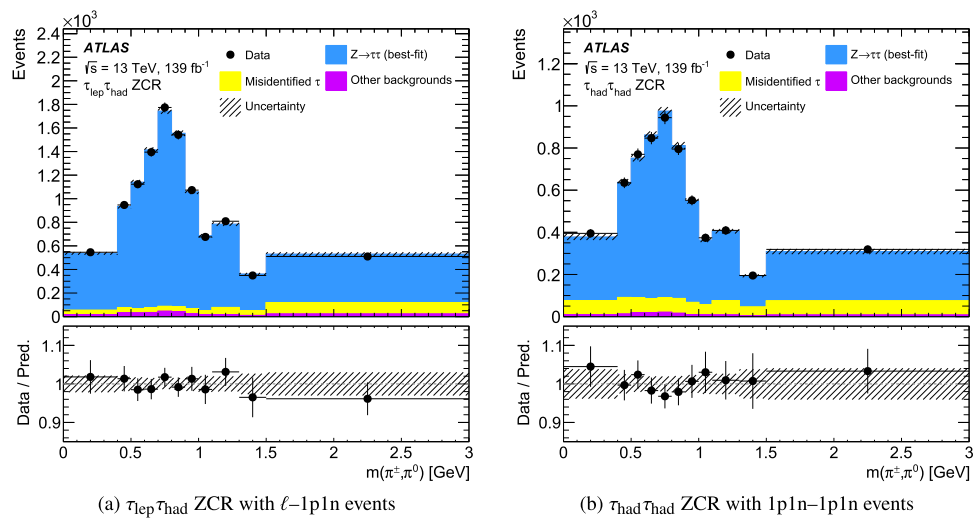 ×10³
Events
2.4
2.2
2
1.8
1.6
1.4
1.2
1
0.8
0.6
0.4
0.2
0
ATLAS
√s = 13 TeV, 139 fb⁻¹
τlepτhad ZCR
Data
Z→ττ (best-fit)
Misidentified τ
Other backgrounds
Uncertainty
Data / Pred.
1.1
1
0.9
0 0.5 1 1.5 2 2.5 3
m(π±,π⁰) [GeV]
(a) τlepτhad ZCR with ℓ–1p1n events
×10³
Events
1.2
1
0.8
0.6
0.4
0.2
0
ATLAS
√s = 13 TeV, 139 fb⁻¹
τhadτhad ZCR
Data
Z→ττ (best-fit)
Misidentified τ
Other backgrounds
Uncertainty
Data / Pred.
1.1
1
0.9
0 0.5 1 1.5 2 2.5 3
m(π±,π⁰) [GeV]
(b) τhadτhad ZCR with 1p1n–1p1n events